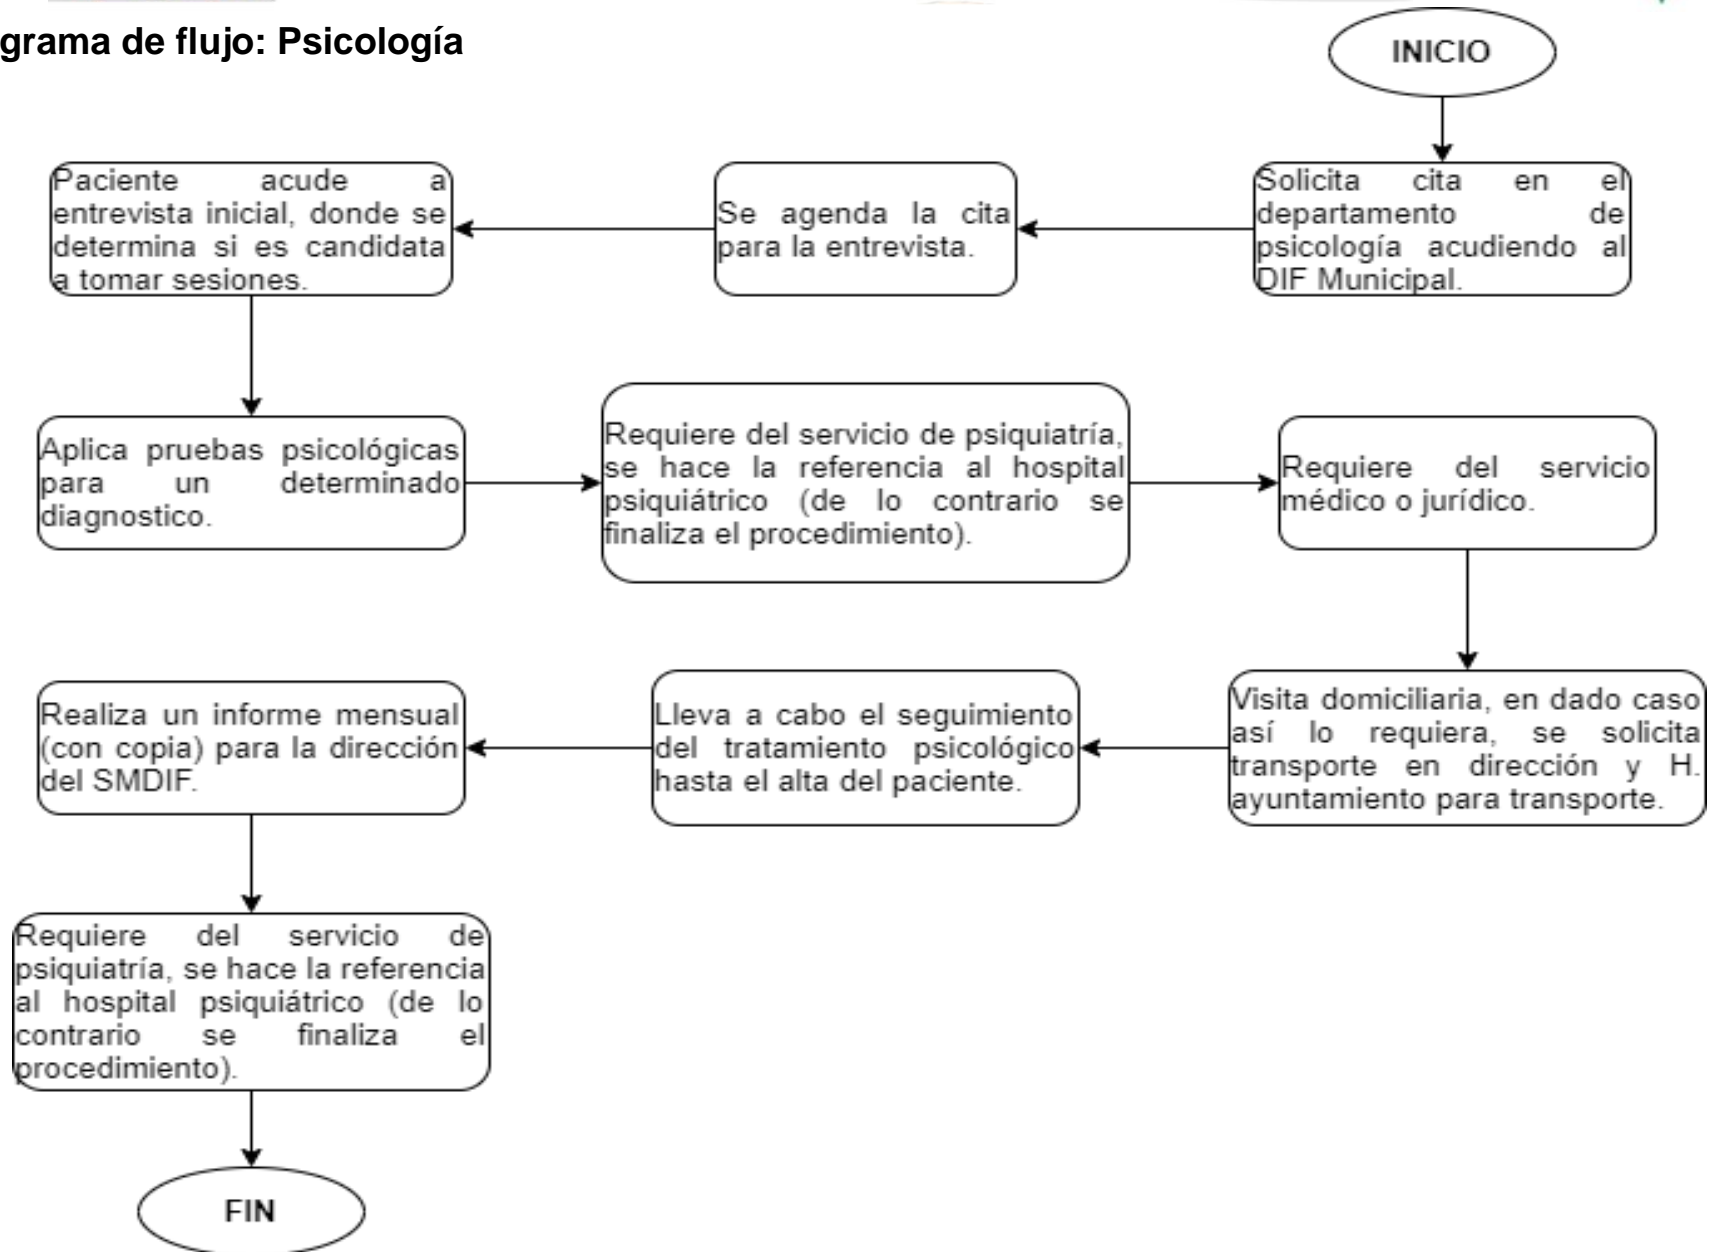 grama de flujo: Psicología
INICIO
Solicita cita en el
departamento de
psicología acudiendo al
DIF Municipal.
Se agenda la cita
para la entrevista.
Paciente acude a
entrevista inicial, donde se
determina si es candidata
a tomar sesiones.
Aplica pruebas psicológicas
para un determinado
diagnostico.
Requiere del servicio de psiquiatría,
se hace la referencia al hospital
psiquiátrico (de lo contrario se
finaliza el procedimiento).
Requiere del servicio
médico o jurídico.
Visita domiciliaria, en dado caso
así lo requiera, se solicita
transporte en dirección y H.
ayuntamiento para transporte.
Lleva a cabo el seguimiento
del tratamiento psicológico
hasta el alta del paciente.
Realiza un informe mensual
(con copia) para la dirección
del SMDIF.
Requiere del servicio de
psiquiatría, se hace la referencia
al hospital psiquiátrico (de lo
contrario se finaliza el
procedimiento).
FIN